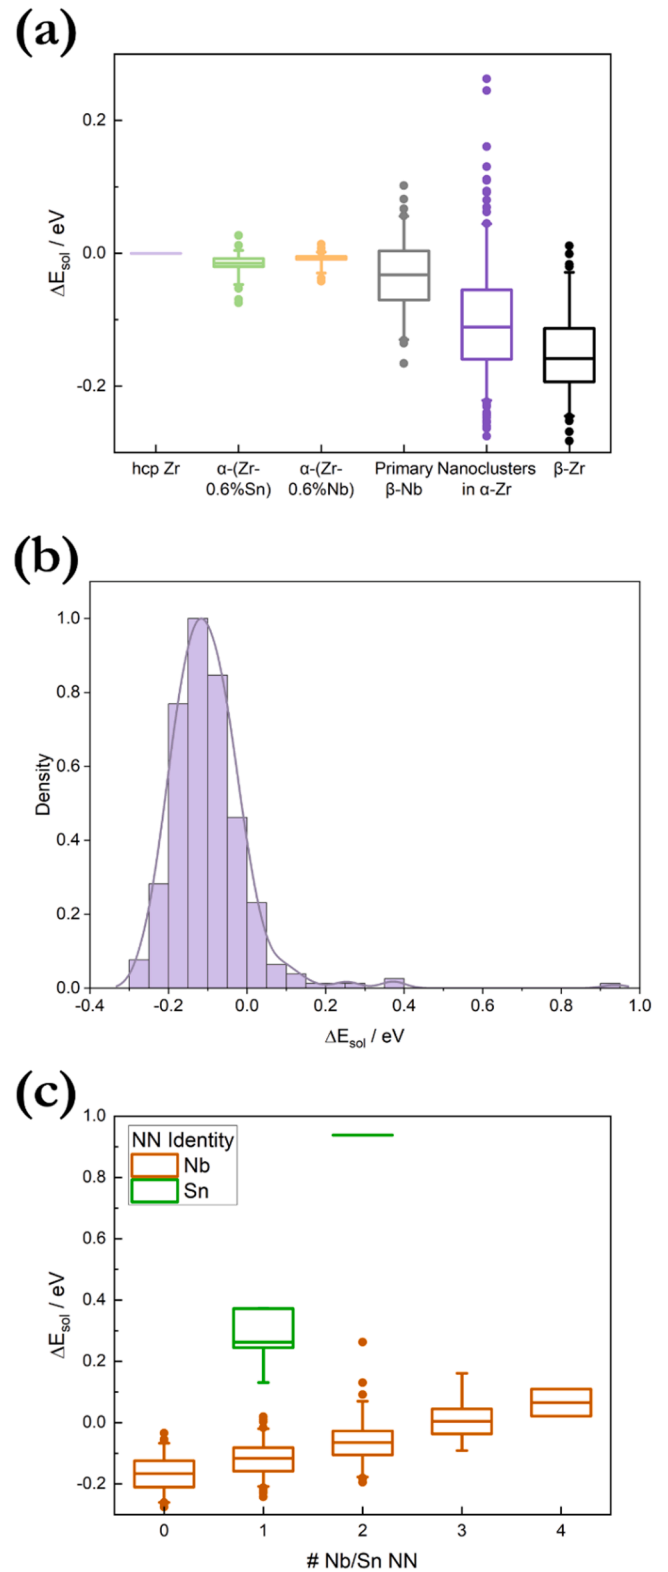 (a)
ΔE_sol / eV
0.2
0.0
-0.2
hcp Zr
α-(Zr-
0.6%Sn)
α-(Zr-
0.6%Nb)
Primary
β-Nb
Nanoclusters
in α-Zr
β-Zr
(b)
Density
1.0
0.8
0.6
0.4
0.2
0.0
-0.4 -0.2 0.0 0.2 0.4 0.6 0.8 1.0
ΔE_sol / eV
(c)
ΔE_sol / eV
1.0
0.8
0.6
0.4
0.2
0.0
-0.2
NN Identity
Nb
Sn
0 1 2 3 4
# Nb/Sn NN